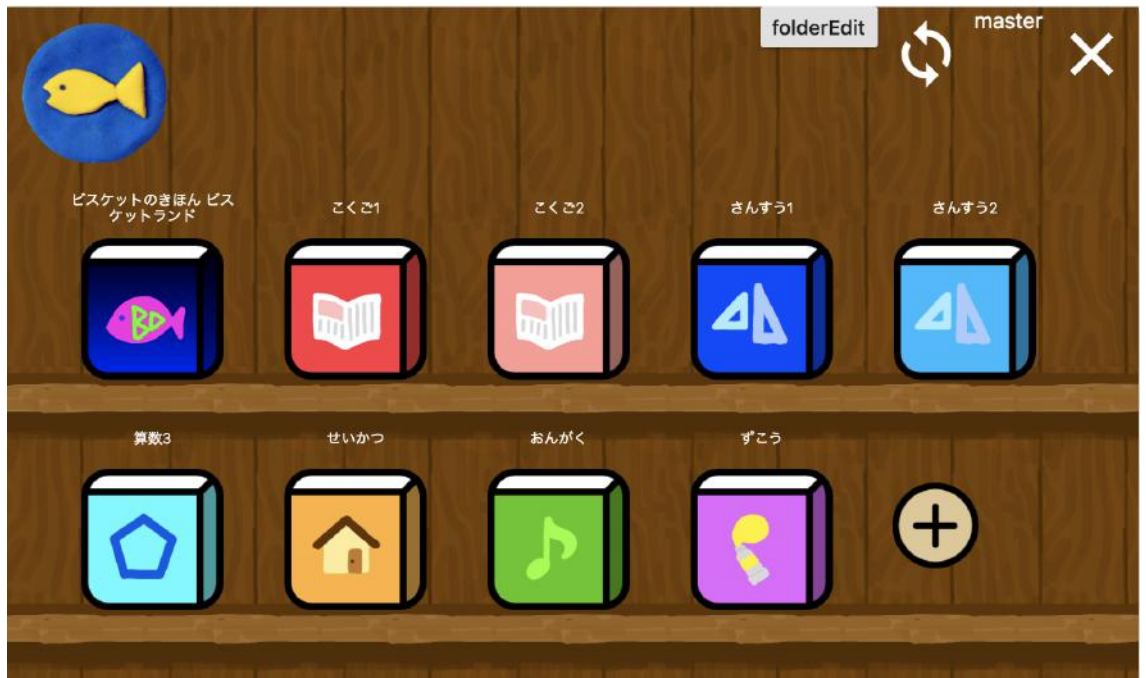 folderEdit
master
ビスケットのきほん ビス
ケットランド
こくご1
こくご2
さんすう1
さんすう2
BD
算数3
せいかつ
おんがく
ずこう